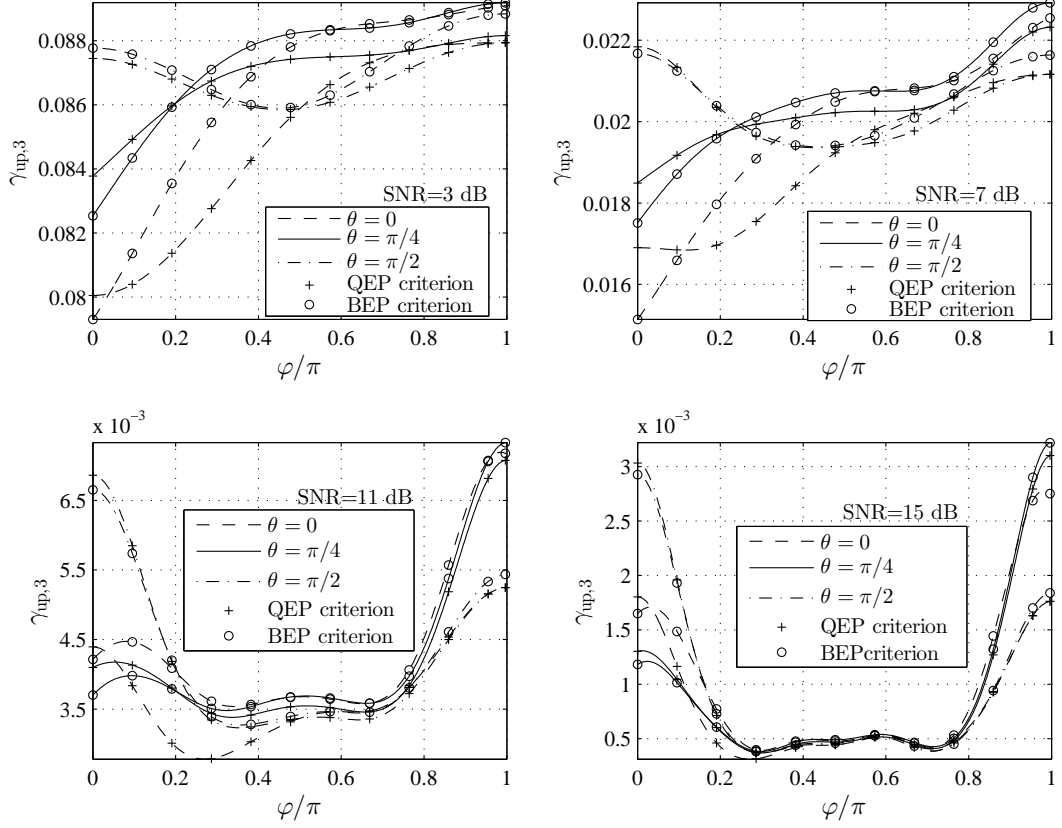 0.088
0.086
0.084
0.082
0.08
γup,3
SNR=3 dB
θ = 0
θ = π/4
θ = π/2
QEP criterion
BEP criterion
0 0.2 0.4 0.6 0.8 1
φ/π
0.022
0.02
0.018
0.016
γup,3
SNR=7 dB
θ = 0
θ = π/4
θ = π/2
QEP criterion
BEP criterion
0 0.2 0.4 0.6 0.8 1
φ/π
x 10−3
6.5
5.5
4.5
3.5
γup,3
SNR=11 dB
θ = 0
θ = π/4
θ = π/2
QEP criterion
BEP criterion
0 0.2 0.4 0.6 0.8 1
φ/π
x 10−3
3
2.5
2
1.5
1
0.5
γup,3
SNR=15 dB
θ = 0
θ = π/4
θ = π/2
QEP criterion
BEPcriterion
0 0.2 0.4 0.6 0.8 1
φ/π